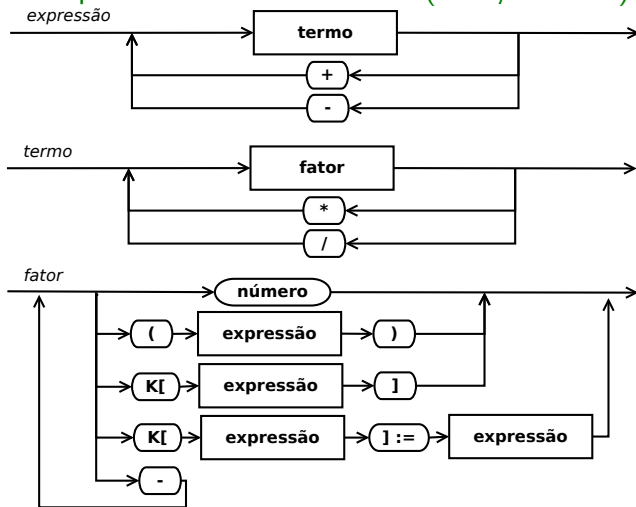 expressão
termo
+
-
termo
fator
*
/
fator
número
( expressão )
K[ expressão ]
K[ expressão ] := expressão
-